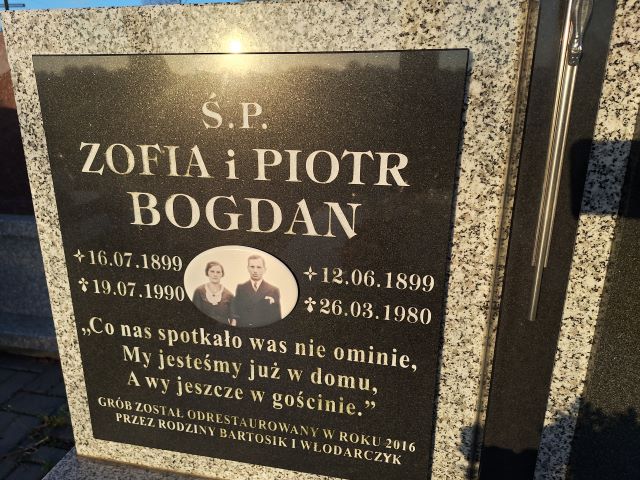 Ś.P.
ZOFIA i PIOTR
BOGDAN
✧16.07.1899 ✧12.06.1899
✝19.07.1990 ✝26.03.1980
„Co nas spotkało was nie ominie,
My jesteśmy już w domu,
A wy jeszcze w gościnie.”
GRÓB ZOSTAŁ ODRESTAUROWANY W ROKU 2016
PRZEZ RODZINY BARTOSIK I WŁODARCZYK